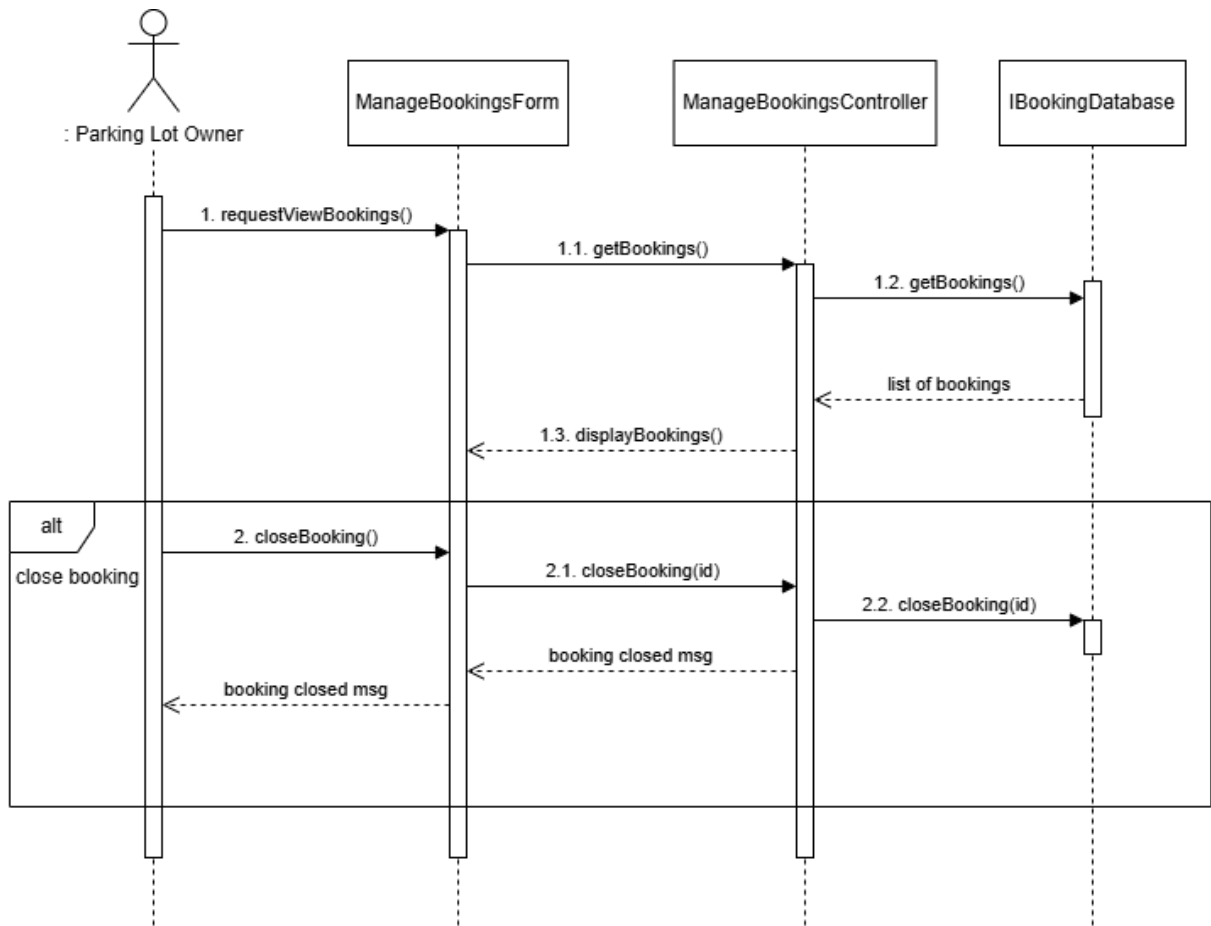 : Parking Lot Owner
ManageBookingsForm
ManageBookingsController
IBookingDatabase
1. requestViewBookings()
1.1. getBookings()
1.2. getBookings()
list of bookings
1.3. displayBookings()
alt
close booking
2. closeBooking()
2.1. closeBooking(id)
2.2. closeBooking(id)
booking closed msg
booking closed msg